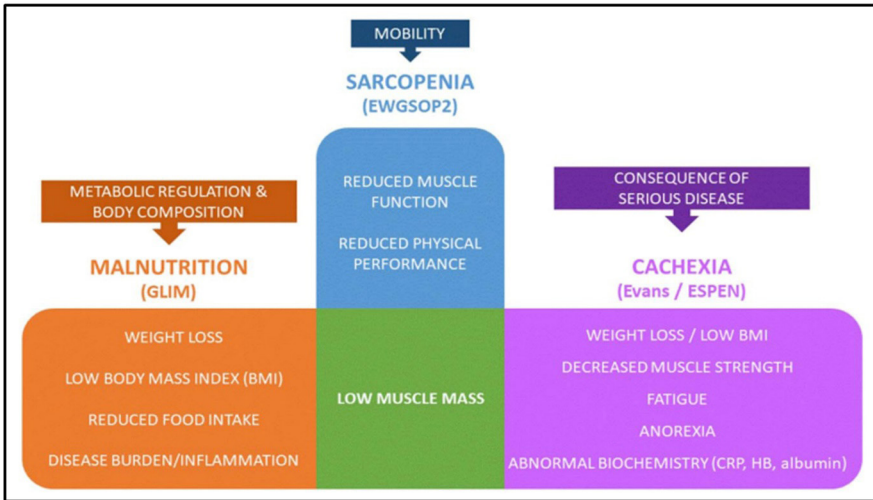 MOBILITY
SARCOPENIA
(EWGSOP2)
REDUCED MUSCLE
FUNCTION
REDUCED PHYSICAL
PERFORMANCE
METABOLIC REGULATION &
BODY COMPOSITION
MALNUTRITION
(GLIM)
WEIGHT LOSS
LOW BODY MASS INDEX (BMI)
REDUCED FOOD INTAKE
DISEASE BURDEN/INFLAMMATION
LOW MUSCLE MASS
CONSEQUENCE OF
SERIOUS DISEASE
CACHEXIA
(Evans / ESPEN)
WEIGHT LOSS / LOW BMI
DECREASED MUSCLE STRENGTH
FATIGUE
ANOREXIA
ABNORMAL BIOCHEMISTRY (CRP, HB, albumin)